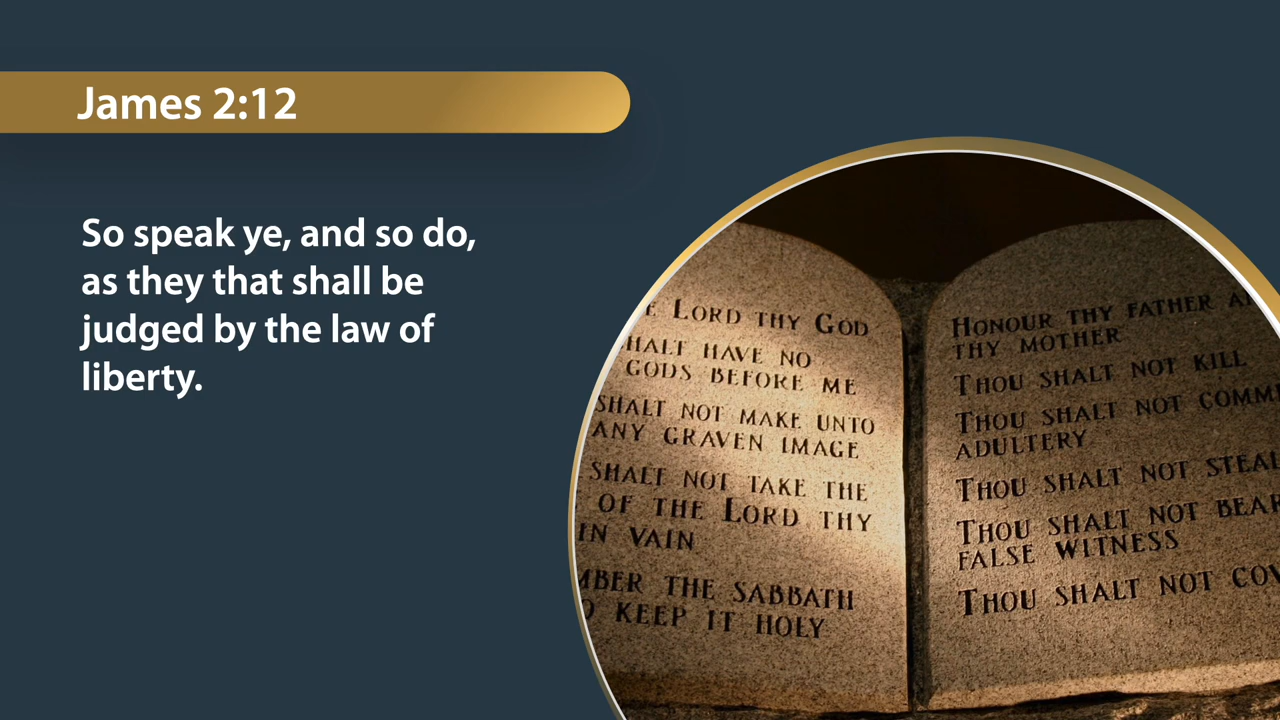 James 2:12
So speak ye, and so do,
as they that shall be
judged by the law of
liberty.
LORD THY GOD
HAVE NO
GODS BEFORE ME
SHALT NOT MAKE UNTO
ANY GRAVEN IMAGE
SHALT NOT TAKE THE
OF THE LORD THY
IN VAIN
THE SABBATH
KEEP IT HOLY
HONOUR THY FATHER
THY MOTHER
THOU SHALT NOT KILL
THOU SHALT NOT
ADULTERY
THOU SHALT NOT STEAL
THOU SHALT NOT BEAR
FALSE WITNESS
THOU SHALT NOT